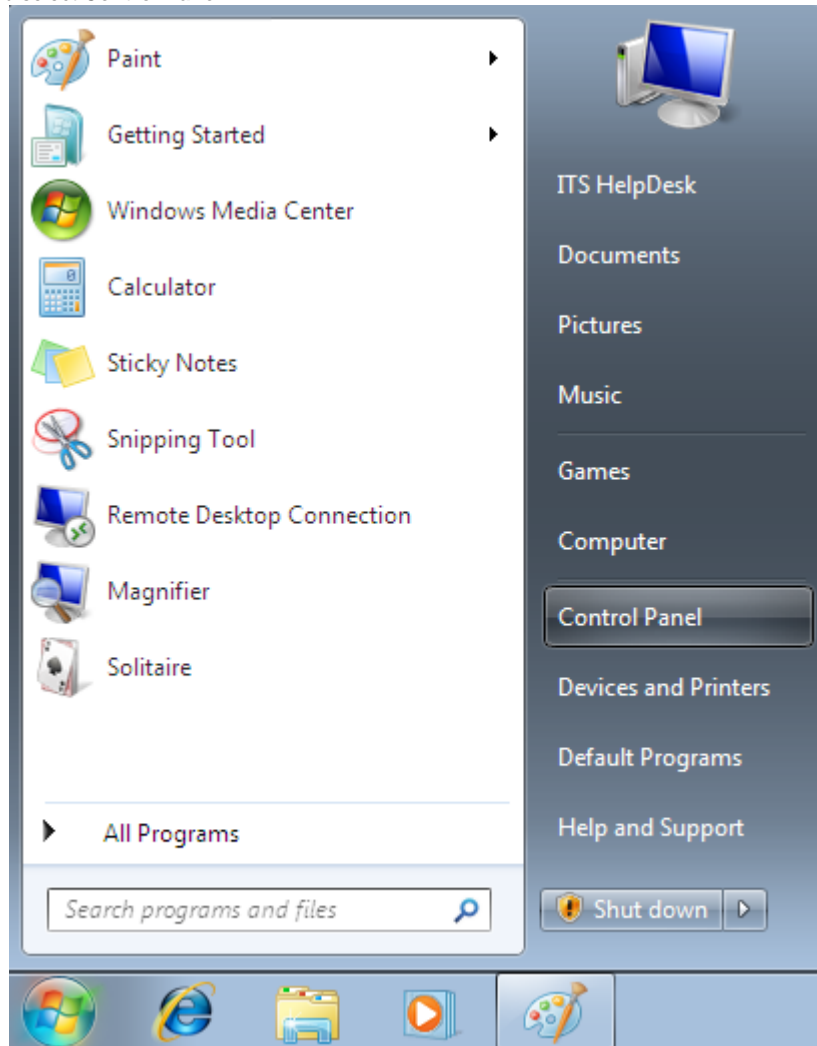 Paint
Getting Started
Windows Media Center
Calculator
Sticky Notes
Snipping Tool
Remote Desktop Connection
Magnifier
Solitaire
All Programs
Search programs and files
ITS HelpDesk
Documents
Pictures
Music
Games
Computer
Control Panel
Devices and Printers
Default Programs
Help and Support
Shut down